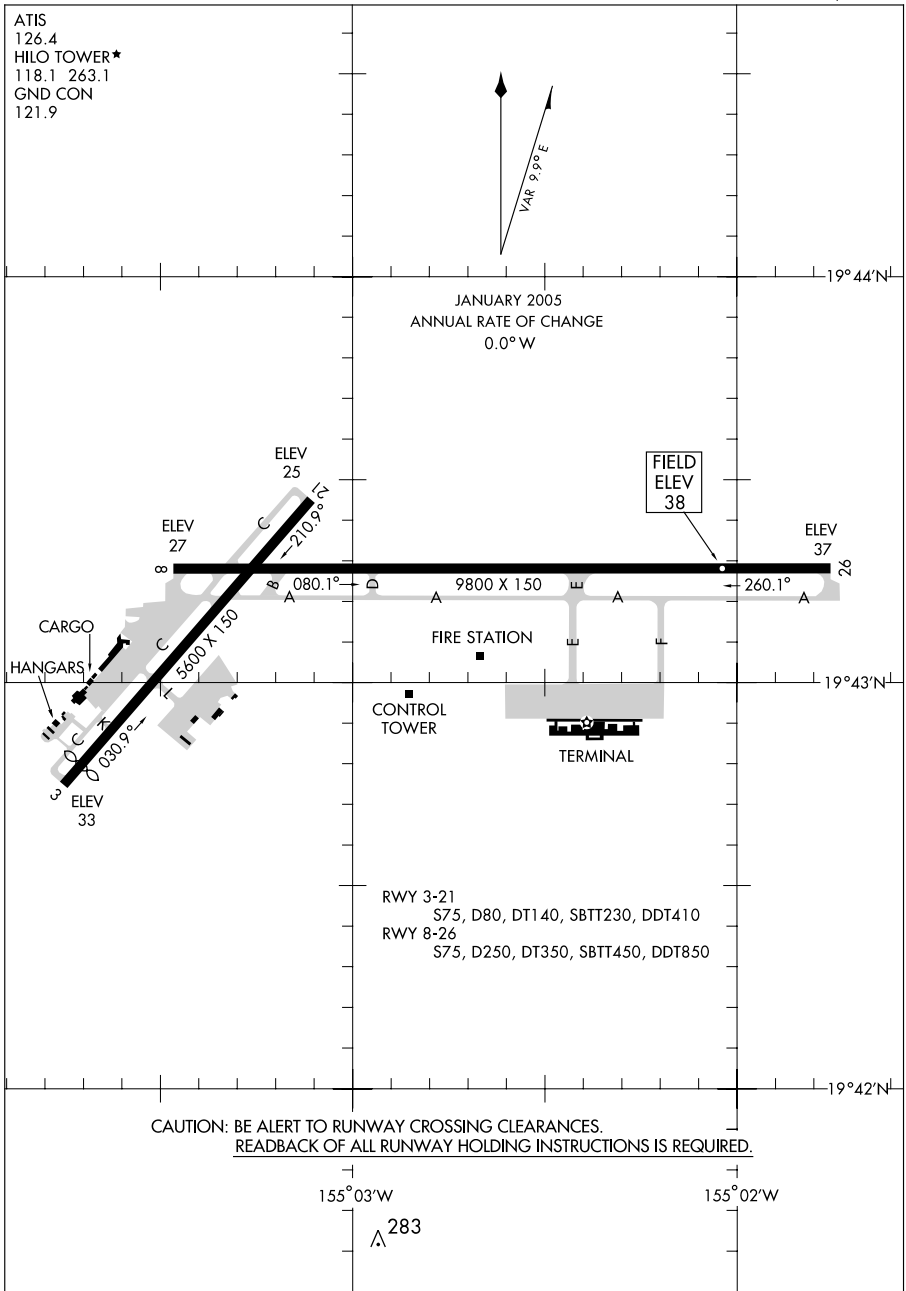 ATIS
126.4
HILO TOWER★
118.1 263.1
GND CON
121.9
VAR 9.9° E
19°44'N
JANUARY 2005
ANNUAL RATE OF CHANGE
0.0° W
ELEV
25
21
FIELD
ELEV
38
C
210.9°
ELEV
27
ELEV
37
8
26
B
080.1°
D
9800 X 150
E
260.1°
A
A
A
A
CARGO
C
5600 X 150
FIRE STATION
E
F
HANGARS
19°43'N
L
K
C
030.9°
CONTROL
TOWER
TERMINAL
3
ELEV
33
RWY 3-21
S75, D80, DT140, SBTT230, DDT410
RWY 8-26
S75, D250, DT350, SBTT450, DDT850
19°42'N
CAUTION: BE ALERT TO RUNWAY CROSSING CLEARANCES.
READBACK OF ALL RUNWAY HOLDING INSTRUCTIONS IS REQUIRED.
155°03'W
155°02'W
283